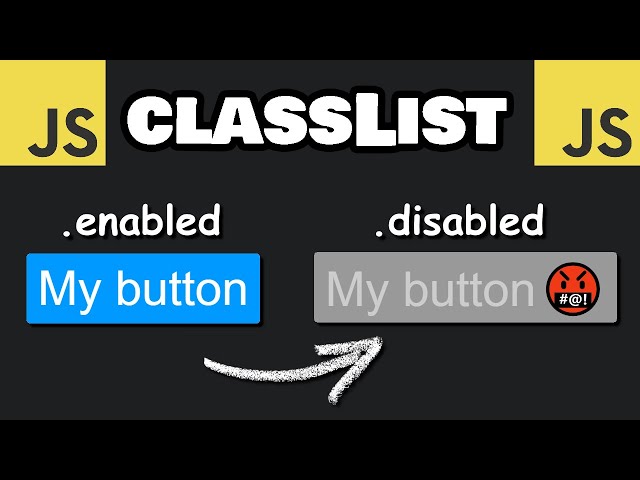 JS
CLASSLIST
JS
.enabled
.disabled
My button
My button
#@!